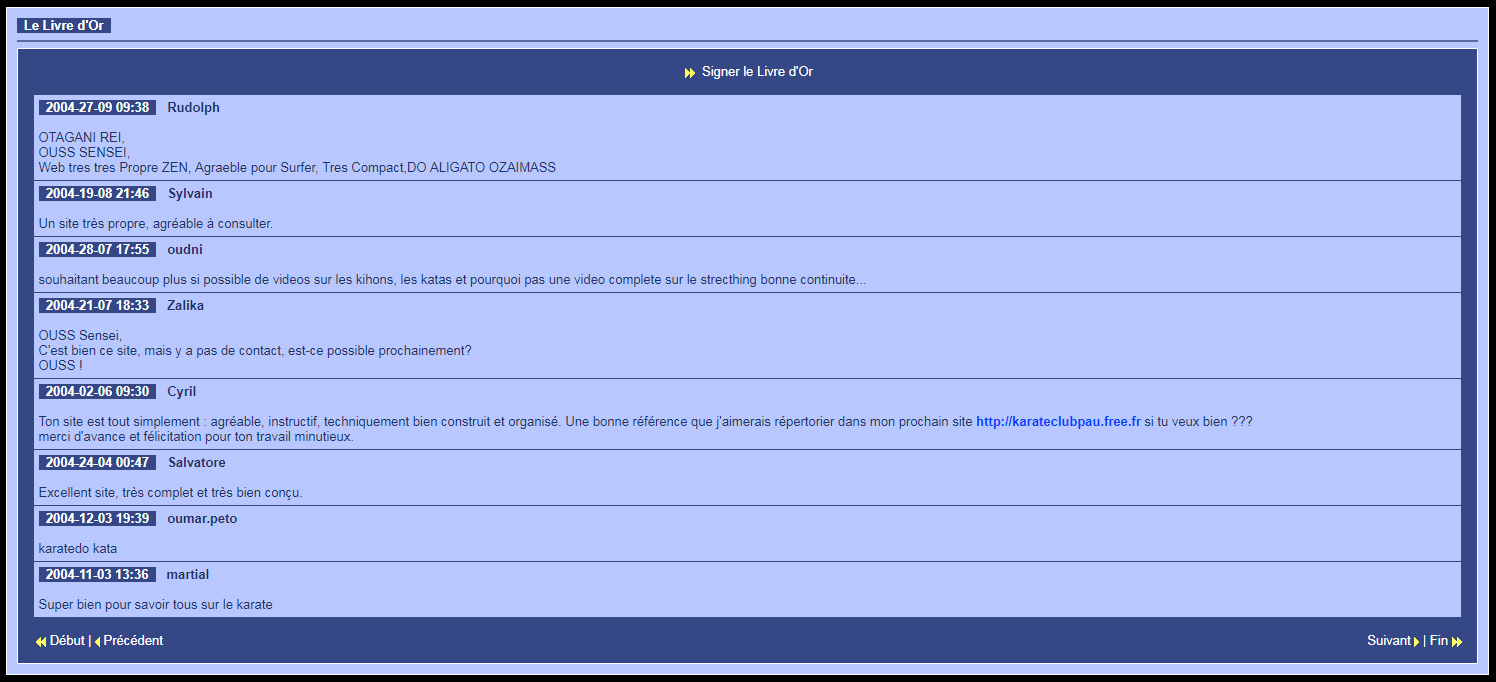 Le Livre d'Or
Signer le Livre d'Or
2004-27-09 09:38 Rudolph
OTAGANI REI,
OUSS SENSEI,
Web tres tres Propre ZEN, Agraeble pour Surfer, Tres Compact,DO ALIGATO OZAIMASS
2004-19-08 21:46 Sylvain
Un site très propre, agréable à consulter.
2004-28-07 17:55 oudni
souhaitant beaucoup plus si possible de videos sur les kihons, les katas et pourquoi pas une video complete sur le strecthing bonne continuite...
2004-21-07 18:33 Zalika
OUSS Sensei,
C'est bien ce site, mais y a pas de contact, est-ce possible prochainement?
OUSS !
2004-02-06 09:30 Cyril
Ton site est tout simplement : agréable, instructif, techniquement bien construit et organisé. Une bonne référence que j'aimerais répertorier dans mon prochain site http://karateclubpau.free.fr si tu veux bien ???
merci d'avance et félicitation pour ton travail minutieux.
2004-24-04 00:47 Salvatore
Excellent site, très complet et très bien conçu.
2004-12-03 19:39 oumar.peto
karatedo kata
2004-11-03 13:36 martial
Super bien pour savoir tous sur le karate
Début | Précédent Suivant | Fin